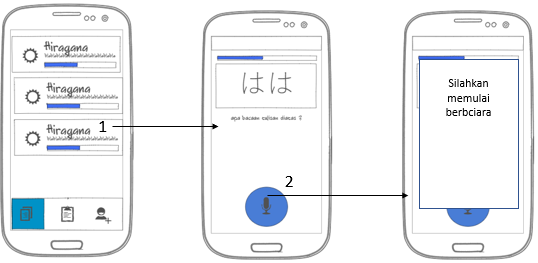 Hiragana
Hiragana
Hiragana
1
はは
apa bacaan tulisan diatas ?
2
Silahkan
memulai
berbciara